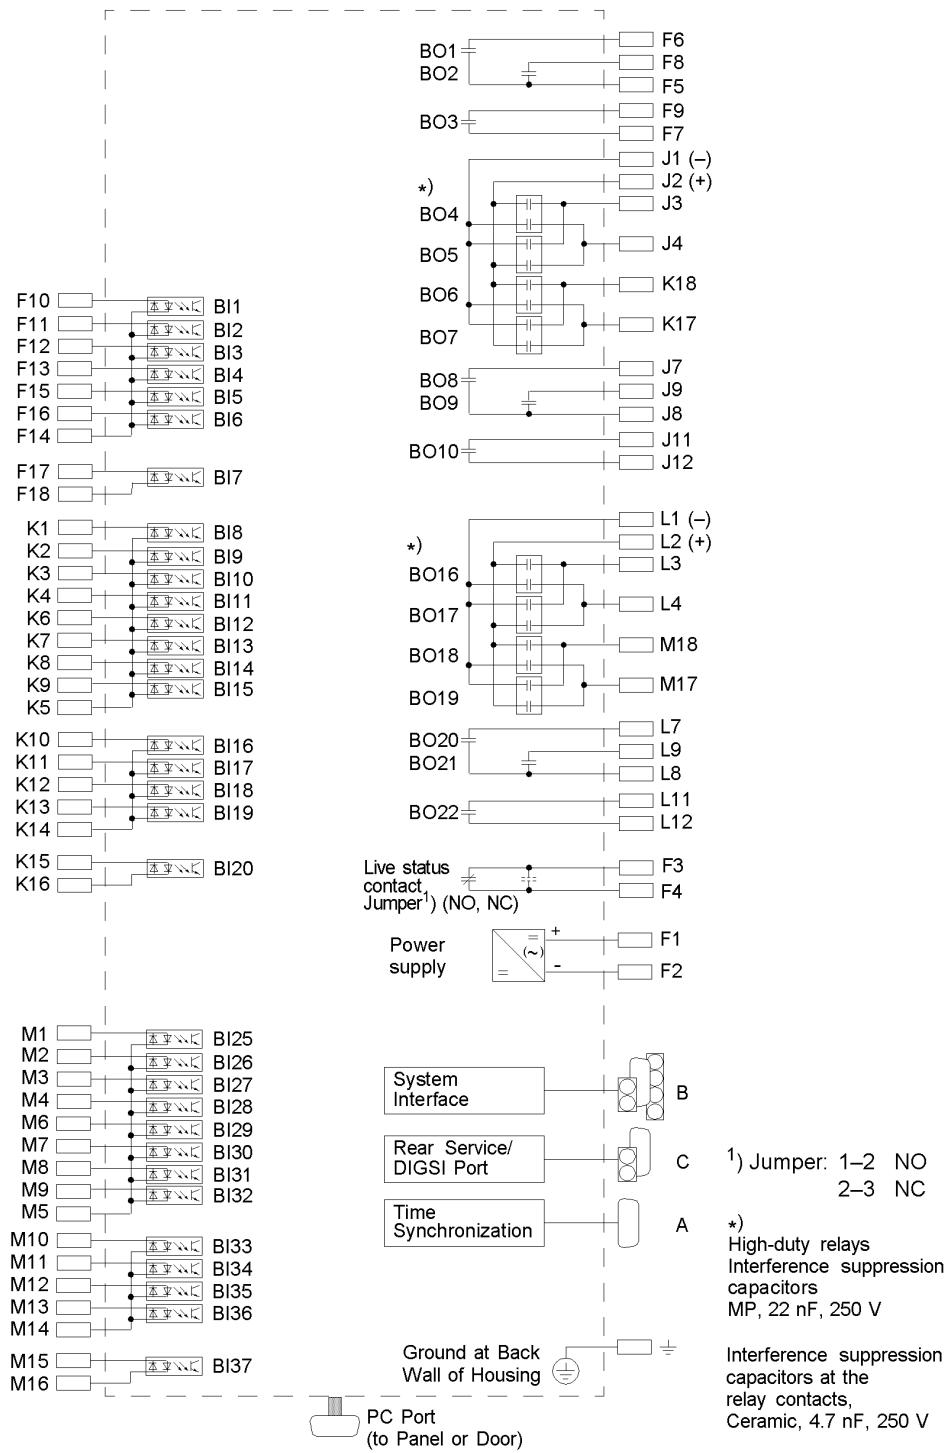 BO1
BO2
F6
F8
F5
BO3
F9
F7
J1 (–)
J2 (+)
*)
BO4
J3
BO5
J4
BO6
K18
BO7
K17
BO8
BO9
J7
J9
J8
BO10
J11
J12
L1 (–)
L2 (+)
*)
BO16
L3
BO17
L4
BO18
M18
BO19
M17
BO20
BO21
L7
L9
L8
BO22
L11
L12
Live status
contact
Jumper1) (NO, NC)
F3
F4
Power
supply
+
=
(~)
=
-
F1
F2
F10
F11
F12
F13
F15
F16
F14
BI1
BI2
BI3
BI4
BI5
BI6
F17
F18
BI7
K1
K2
K3
K4
K6
K7
K8
K9
K5
BI8
BI9
BI10
BI11
BI12
BI13
BI14
BI15
K10
K11
K12
K13
K14
BI16
BI17
BI18
BI19
K15
K16
BI20
M1
M2
M3
M4
M6
M7
M8
M9
M5
BI25
BI26
BI27
BI28
BI29
BI30
BI31
BI32
M10
M11
M12
M13
M14
BI33
BI34
BI35
BI36
M15
M16
BI37
System
Interface
B
Rear Service/
DIGSI Port
C
Time
Synchronization
A
Ground at Back
Wall of Housing
PC Port
(to Panel or Door)
1) Jumper: 1–2 NO
2–3 NC
*)
High-duty relays
Interference suppression
capacitors
MP, 22 nF, 250 V
Interference suppression
capacitors at the
relay contacts,
Ceramic, 4.7 nF, 250 V